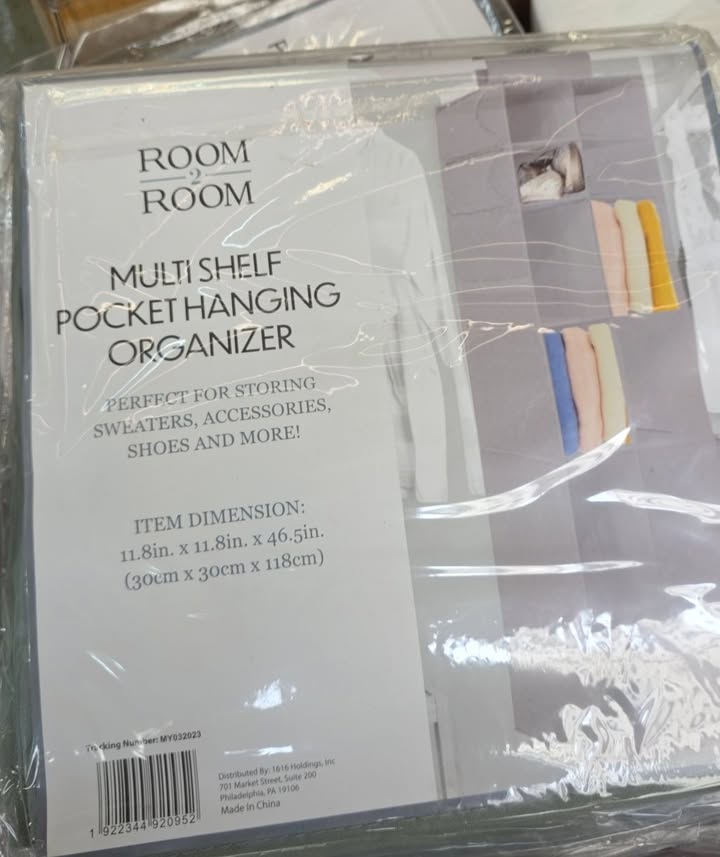 ROOM
2
ROOM
MULTI SHELF
POCKET HANGING
ORGANIZER
PERFECT FOR STORING
SWEATERS, ACCESSORIES,
SHOES AND MORE!
ITEM DIMENSION:
11.8in. x 11.8in. x 46.5in.
(30cm x 30cm x 118cm)
Tracking Number: MY032023
1 922344 920952
Distributed By: 1616 Holdings, Inc
701 Market Street, Suite 200
Philadelphia, PA 19106
Made In China